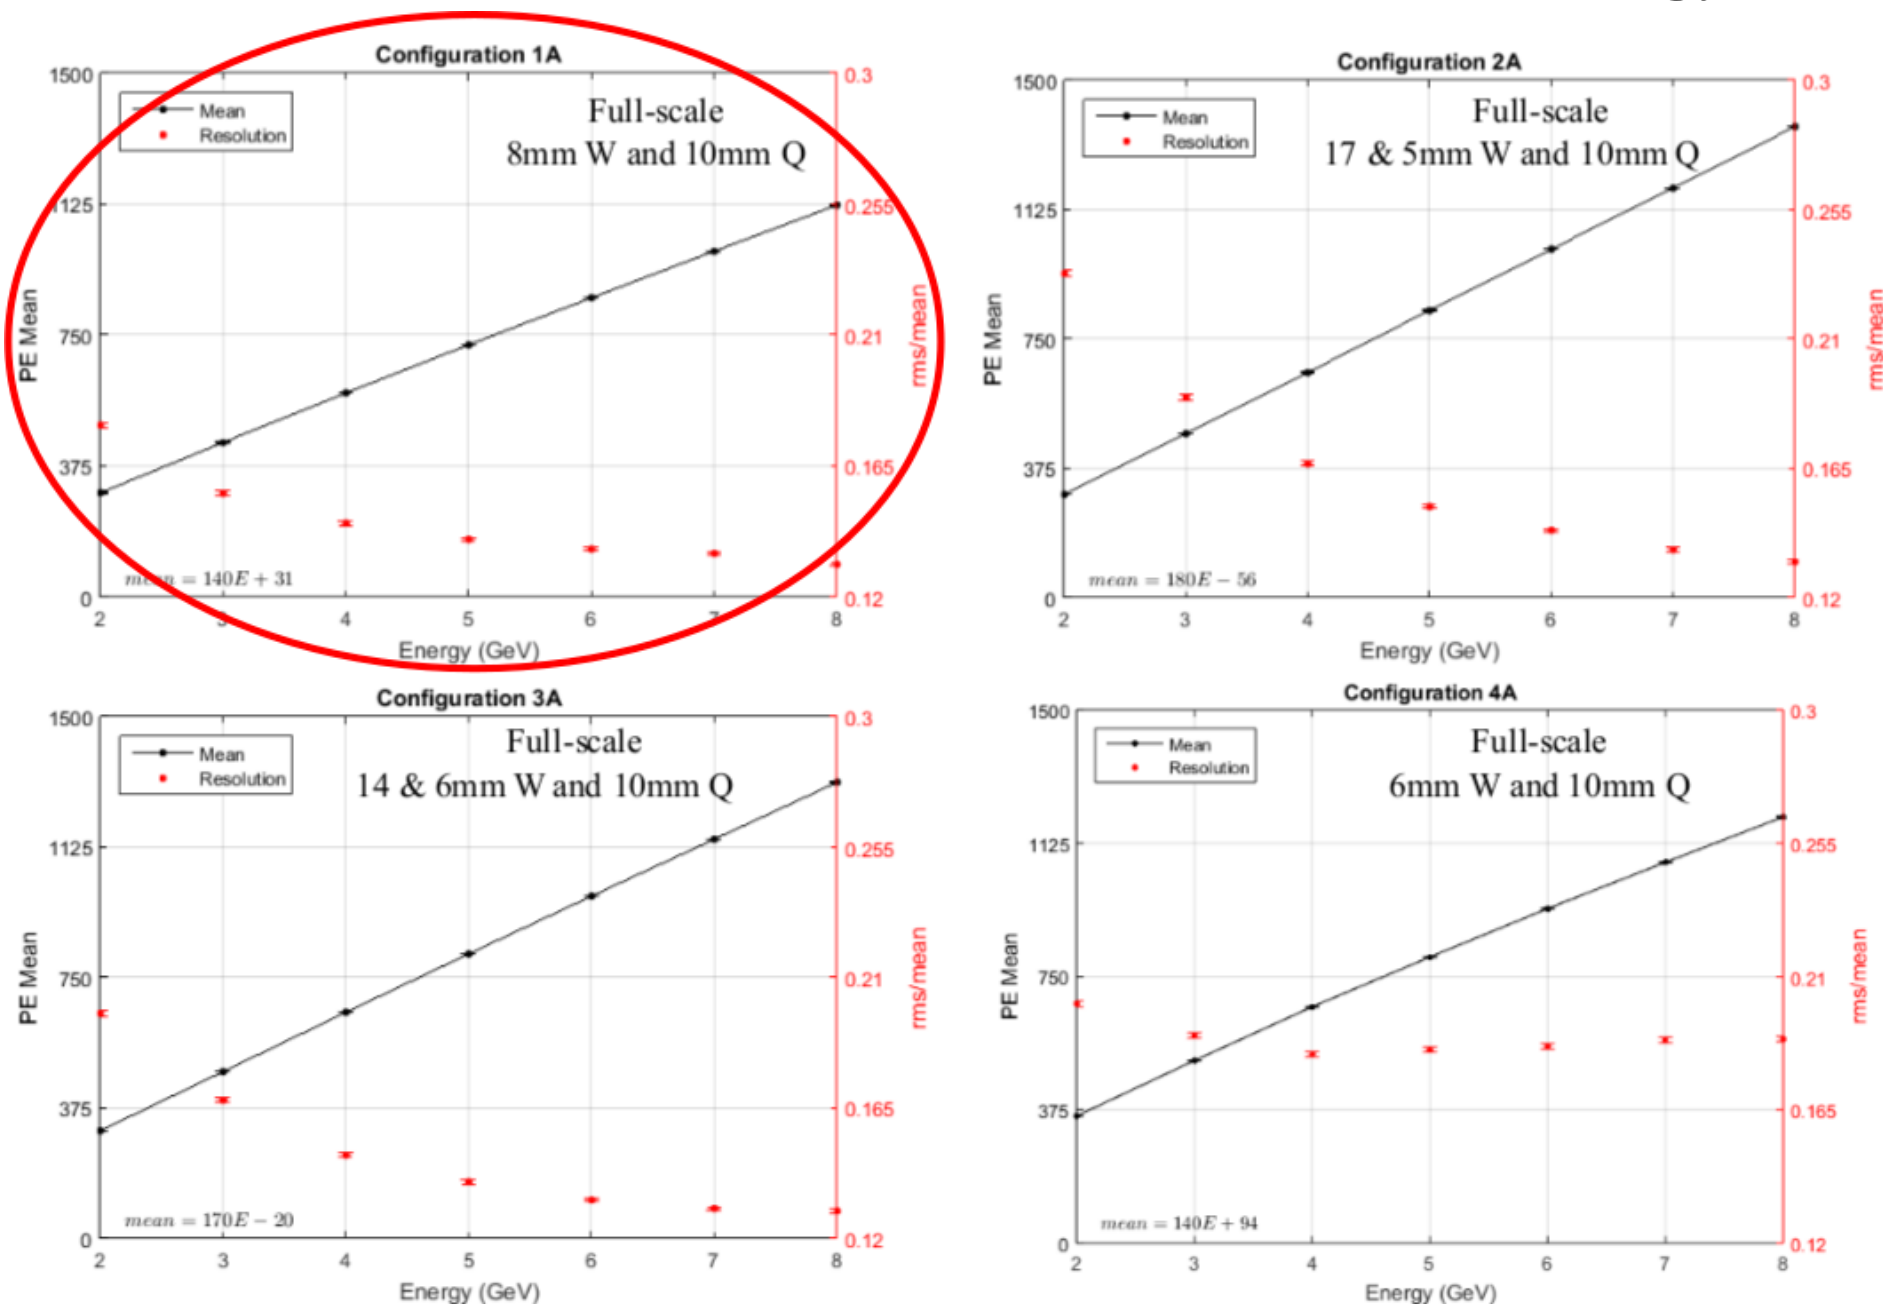 Configuration 1A
1500
1125
750
375
0
PE Mean
Mean
Resolution
Full-scale
8mm W and 10mm Q
0.3
0.255
0.21
0.165
0.12
rms/mean
mean = 140E + 31
2 3 4 5 6 7 8
Energy (GeV)
Configuration 2A
1500
1125
750
375
0
PE Mean
Mean
Resolution
Full-scale
17 & 5mm W and 10mm Q
0.3
0.255
0.21
0.165
0.12
rms/mean
mean = 180E − 56
2 3 4 5 6 7 8
Energy (GeV)
Configuration 3A
1500
1125
750
375
0
PE Mean
Mean
Resolution
Full-scale
14 & 6mm W and 10mm Q
0.3
0.255
0.21
0.165
0.12
rms/mean
mean = 170E − 20
2 3 4 5 6 7 8
Energy (GeV)
Configuration 4A
1500
1125
750
375
0
PE Mean
Mean
Resolution
Full-scale
6mm W and 10mm Q
0.3
0.255
0.21
0.165
0.12
rms/mean
mean = 140E + 94
2 3 4 5 6 7 8
Energy (GeV)